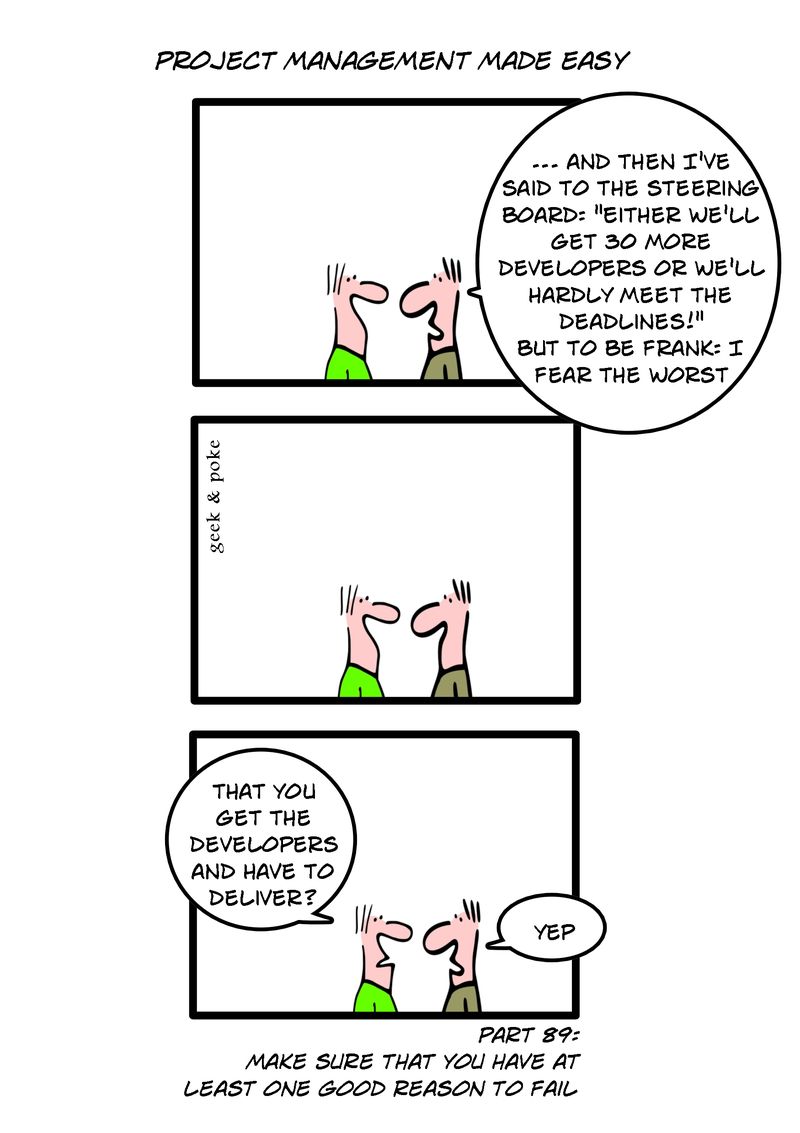 PROJECT MANAGEMENT MADE EASY
... AND THEN I'VE
SAID TO THE STEERING
BOARD: "EITHER WE'LL
GET 30 MORE
DEVELOPERS OR WE'LL
HARDLY MEET THE
DEADLINES!"
BUT TO BE FRANK: I
FEAR THE WORST
geek & poke
THAT YOU
GET THE
DEVELOPERS
AND HAVE TO
DELIVER?
YEP
PART 89:
MAKE SURE THAT YOU HAVE AT
LEAST ONE GOOD REASON TO FAIL